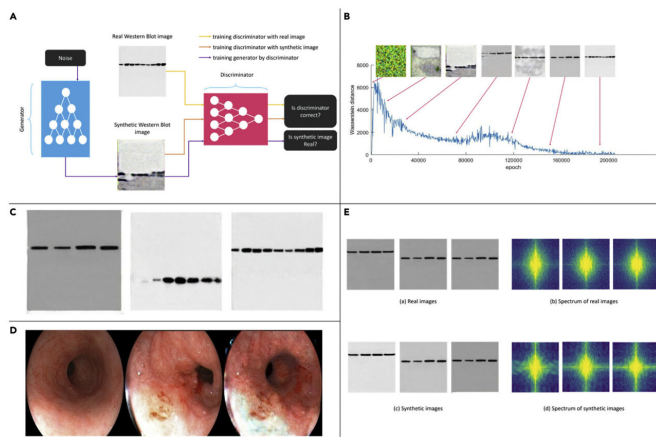 A
Real Western Blot image
training discriminator with real image
training discriminator with synthetic image
training generator by discriminator
Noise
Generator
Discriminator
Synthetic Western Blot
image
Is discriminator
correct?
Is synthetic image
Real?
B
Wasserstein distance
8000
6000
4000
2000
0
0
40000
80000
120000
160000
200000
epoch
C
D
E
(a) Real images
(b) Spectrum of real images
(c) Synthetic images
(d) Spectrum of synthetic images